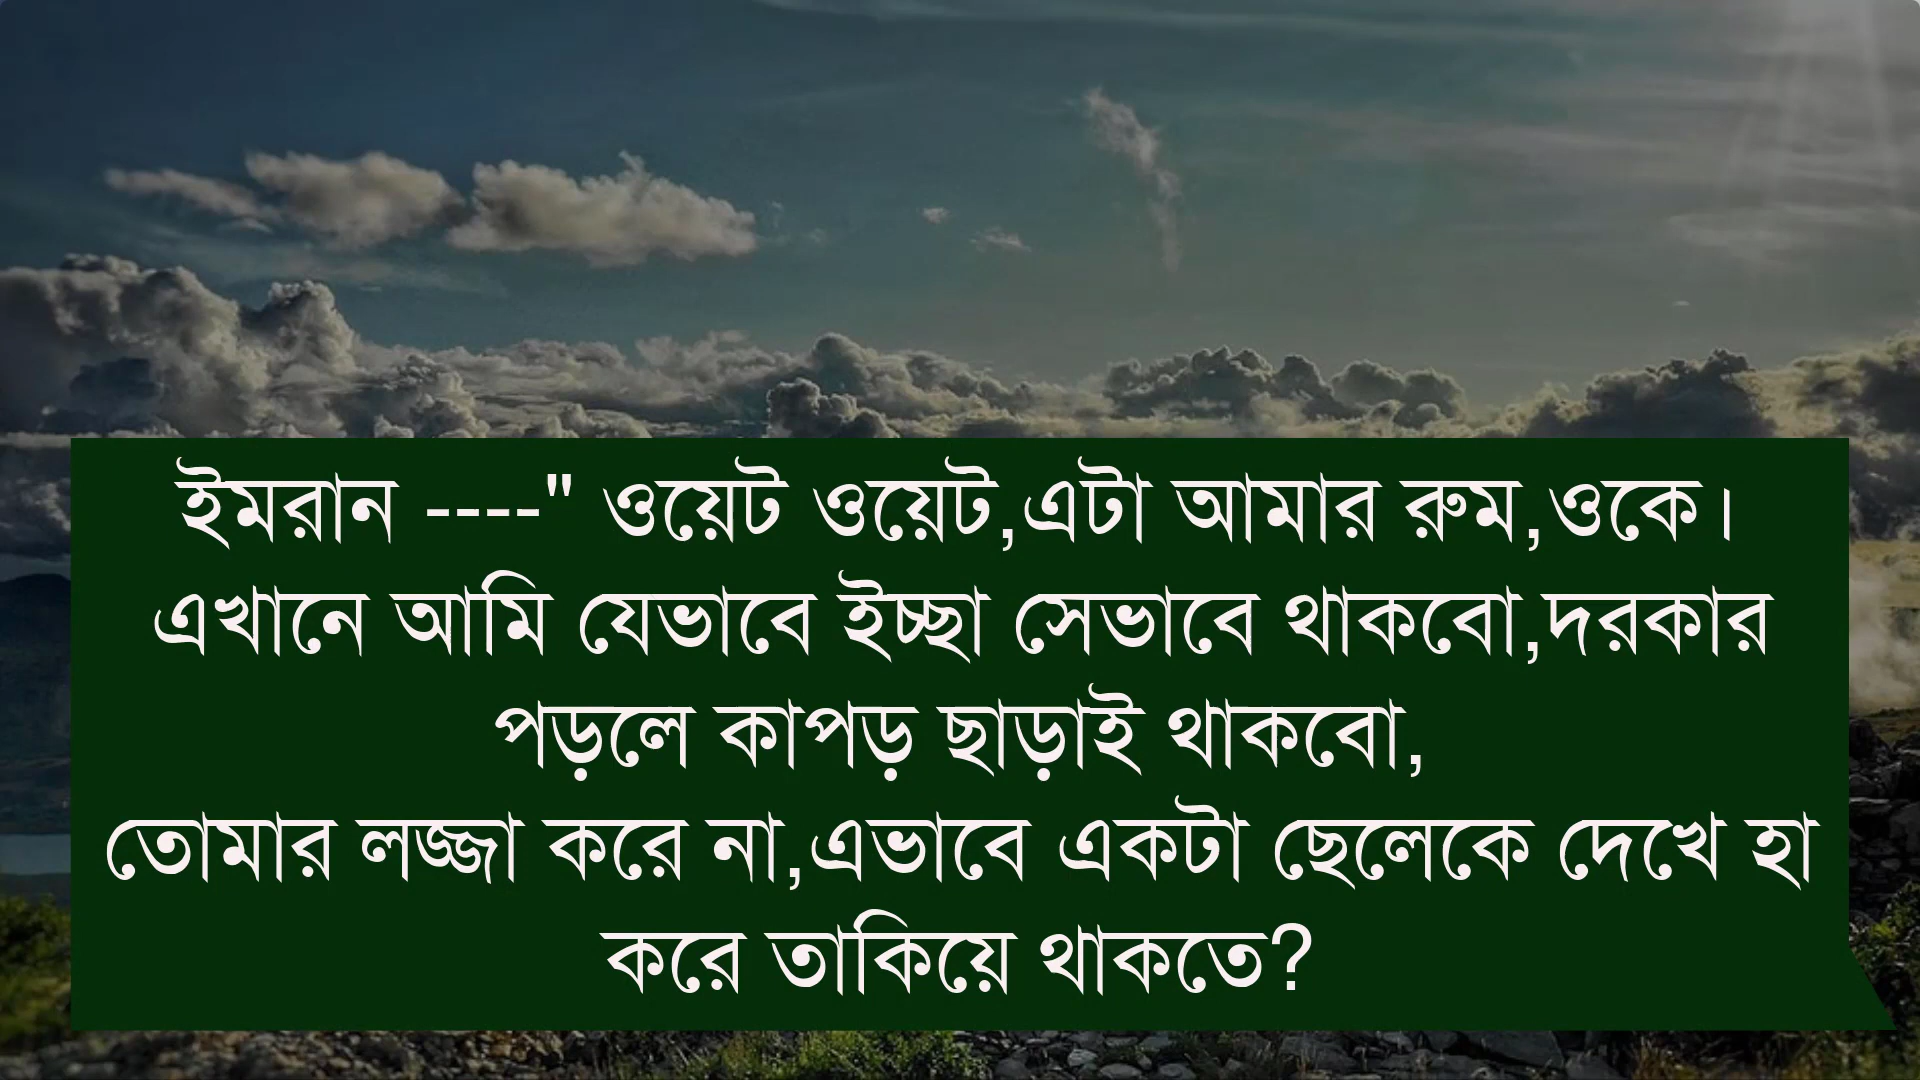 ইমরান ----" ওয়েট ওয়েট,এটা আমার রুম,ওকে।
এখানে আমি যেভাবে ইচ্ছা সেভাবে থাকবো,দরকার
পড়লে কাপড় ছাড়াই থাকবো,
তোমার লজ্জা করে না,এভাবে একটা ছেলেকে দেখে হা
করে তাকিয়ে থাকতে?